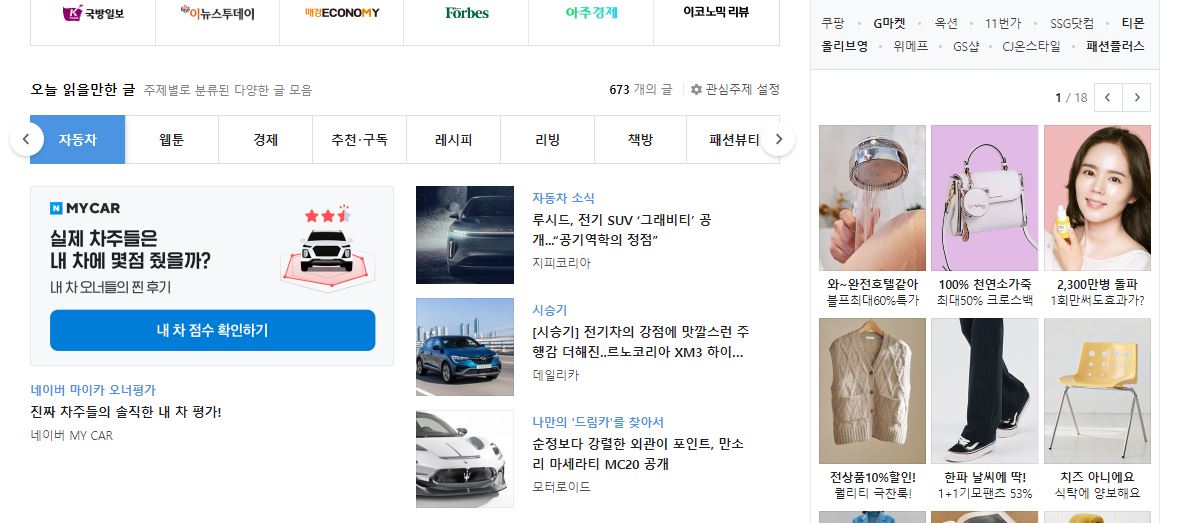 국방일보
이뉴스투데이
매경ECONOMY
Forbes
아주경제
이코노믹리뷰
오늘 읽을만한 글 주제별로 분류된 다양한 글 모음
673 개의 글 관심주제 설정
자동차 웹툰 경제 추천·구독 레시피 리빙 책방 패션뷰티
N MYCAR
실제 차주들은
내 차에 몇점 줬을까?
내 차 오너들의 찐 후기
내 차 점수 확인하기
네이버 마이카 오너평가
진짜 차주들의 솔직한 내 차 평가!
네이버 MY CAR
자동차 소식
루시드, 전기 SUV ‘그래비티’ 공
개...“공기역학의 정점”
지피코리아
시승기
[시승기] 전기차의 강점에 맛깔스런 주
행감 더해진..르노코리아 XM3 하이...
데일리카
나만의 '드림카'를 찾아서
순정보다 강렬한 외관이 포인트, 만소
리 마세라티 MC20 공개
모터로이드
쿠팡 • G마켓 • 옥션 • 11번가 • SSG닷컴 • 티몬
올리브영 • 위메프 • GS샵 • CJ온스타일 • 패션플러스
1 / 18
와~완전호텔같아
블프최대60%특가
100% 천연소가죽
최대50% 크로스백
2,300만병 돌파
1회만써도효과가?
전상품10%할인!
퀄리티 극찬룩!
한파 날씨에 딱!
1+1기모팬츠 53%
치즈 아니에요
식탁에 양보해요